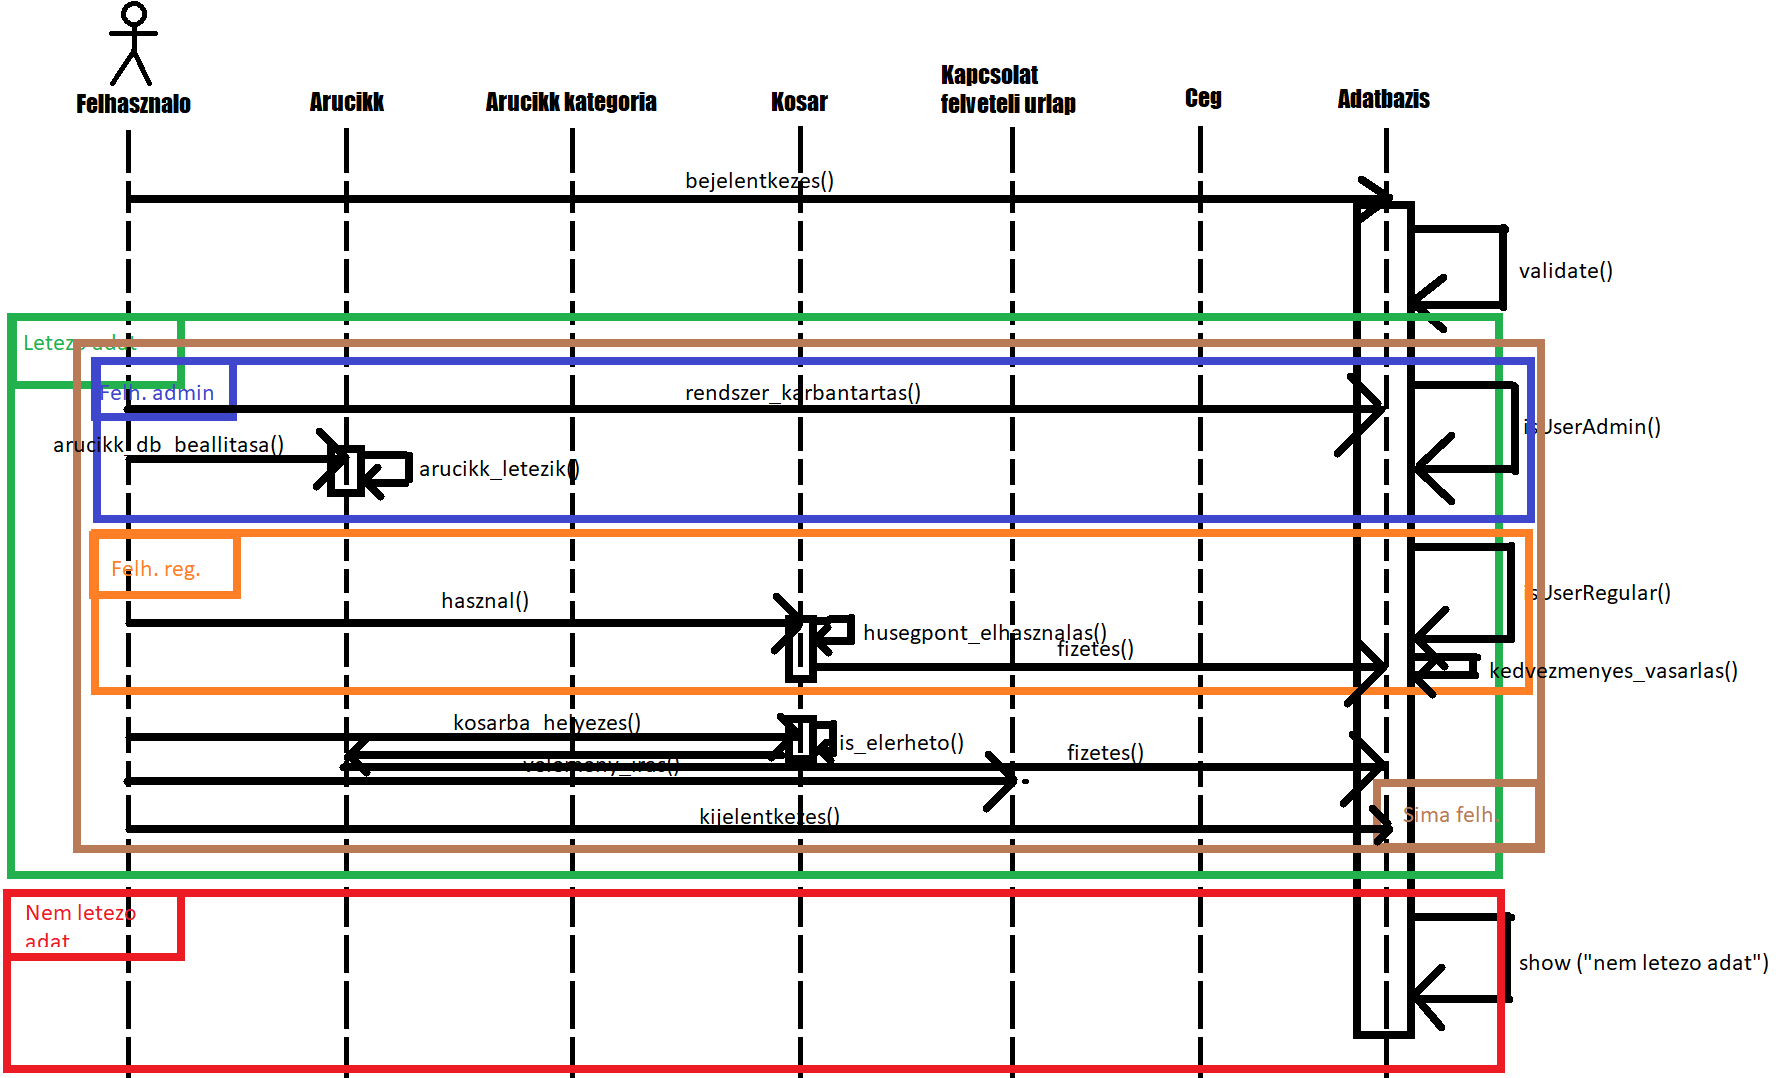 Felhasznalo
Arucikk
Arucikk kategoria
Kosar
Kapcsolat
felveteli urlap
Ceg
Adatbazis
bejelentkezes()
validate()
Letezo adat
Felh. admin
rendszer_karbantartas()
isUserAdmin()
arucikk_db_beallitasa()
arucikk_letezik()
Felh. reg.
hasznal()
isUserRegular()
husegpont_elhasznalas()
fizetes()
kedvezmenyes_vasarlas()
kosarba_helyezes()
is_elerheto()
fizetes()
velemeny_iras()
kijelentkezes()
Sima felh.
Nem letezo
adat
show ("nem letezo adat")